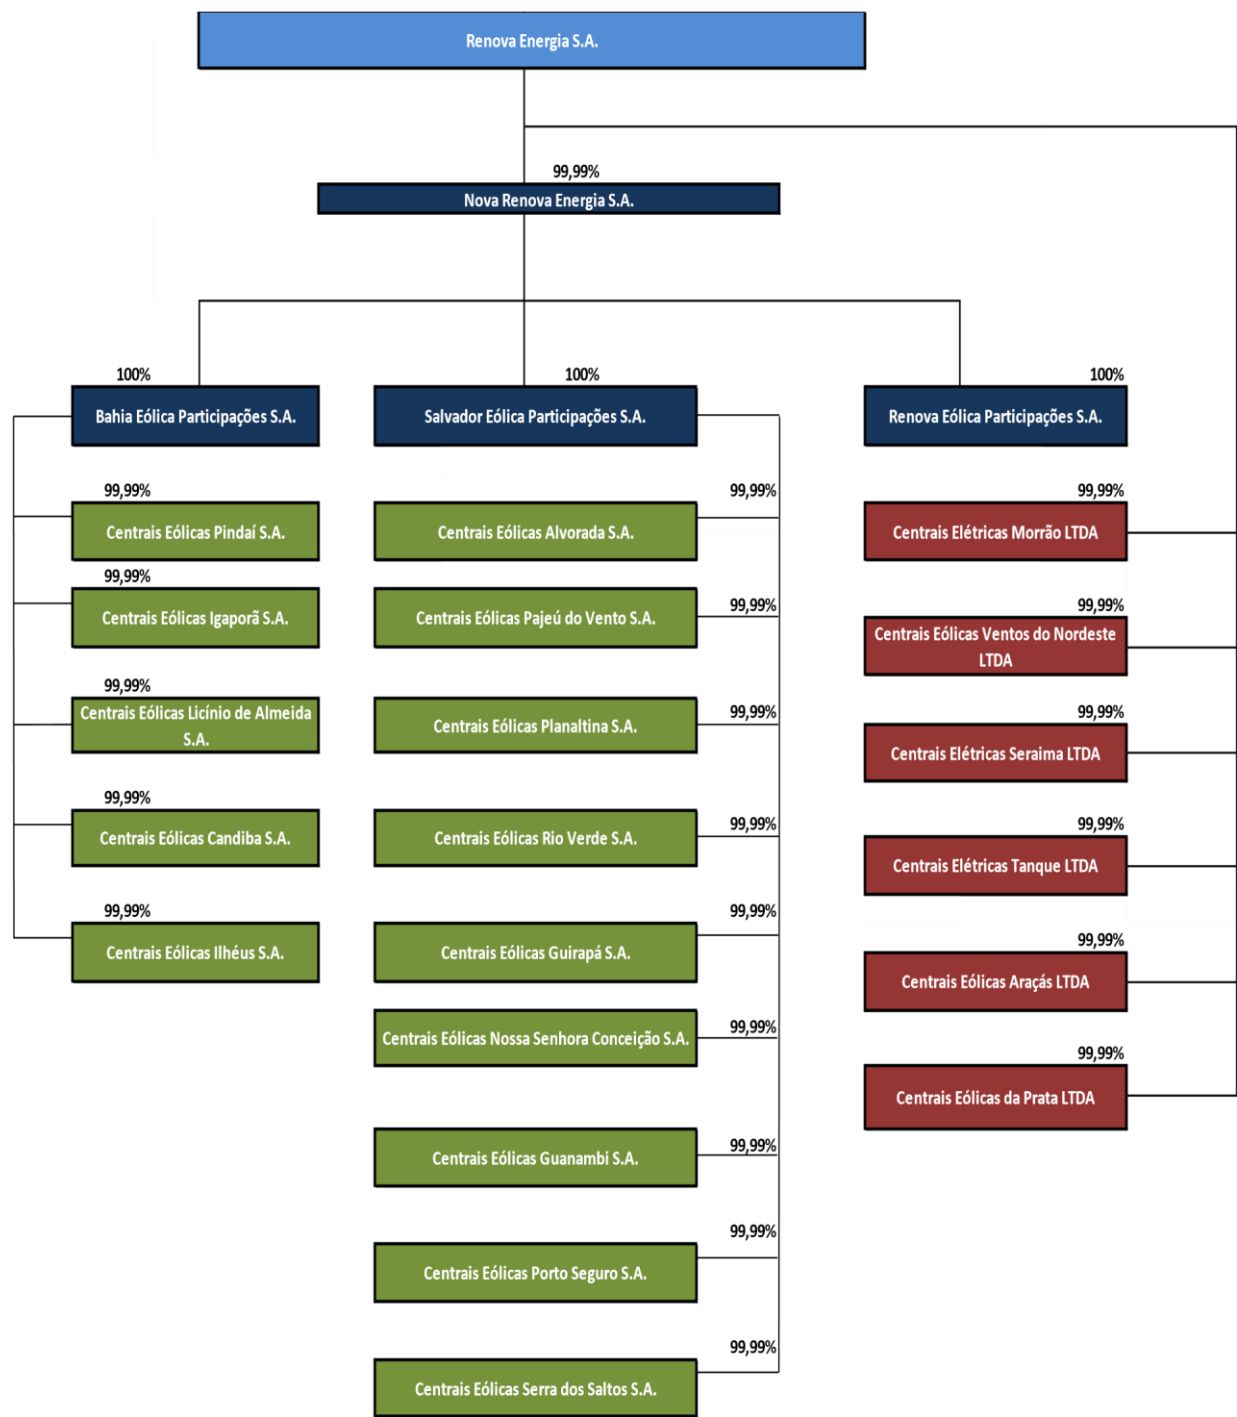 Renova Energia S.A.
99,99%
Nova Renova Energia S.A.
100%
100%
100%
Bahia Eólica Participações S.A.
Salvador Eólica Participações S.A.
Renova Eólica Participações S.A.
99,99%
99,99%
99,99%
Centrais Eólicas Pindaí S.A.
Centrais Eólicas Alvorada S.A.
Centrais Elétricas Morrão LTDA
99,99%
99,99%
99,99%
Centrais Eólicas Igaporã S.A.
Centrais Eólicas Pajeú do Vento S.A.
Centrais Eólicas Ventos do Nordeste
LTDA
99,99%
99,99%
99,99%
Centrais Eólicas Licínio de Almeida
S.A.
Centrais Eólicas Planaltina S.A.
Centrais Elétricas Seraima LTDA
99,99%
99,99%
99,99%
Centrais Eólicas Candiba S.A.
Centrais Eólicas Rio Verde S.A.
Centrais Elétricas Tanque LTDA
99,99%
99,99%
99,99%
Centrais Eólicas Ilhéus S.A.
Centrais Eólicas Guirapá S.A.
Centrais Eólicas Araçás LTDA
99,99%
Centrais Eólicas Nossa Senhora Conceição S.A.
99,99%
Centrais Eólicas da Prata LTDA
99,99%
Centrais Eólicas Guanambi S.A.
99,99%
Centrais Eólicas Porto Seguro S.A.
99,99%
Centrais Eólicas Serra dos Saltos S.A.